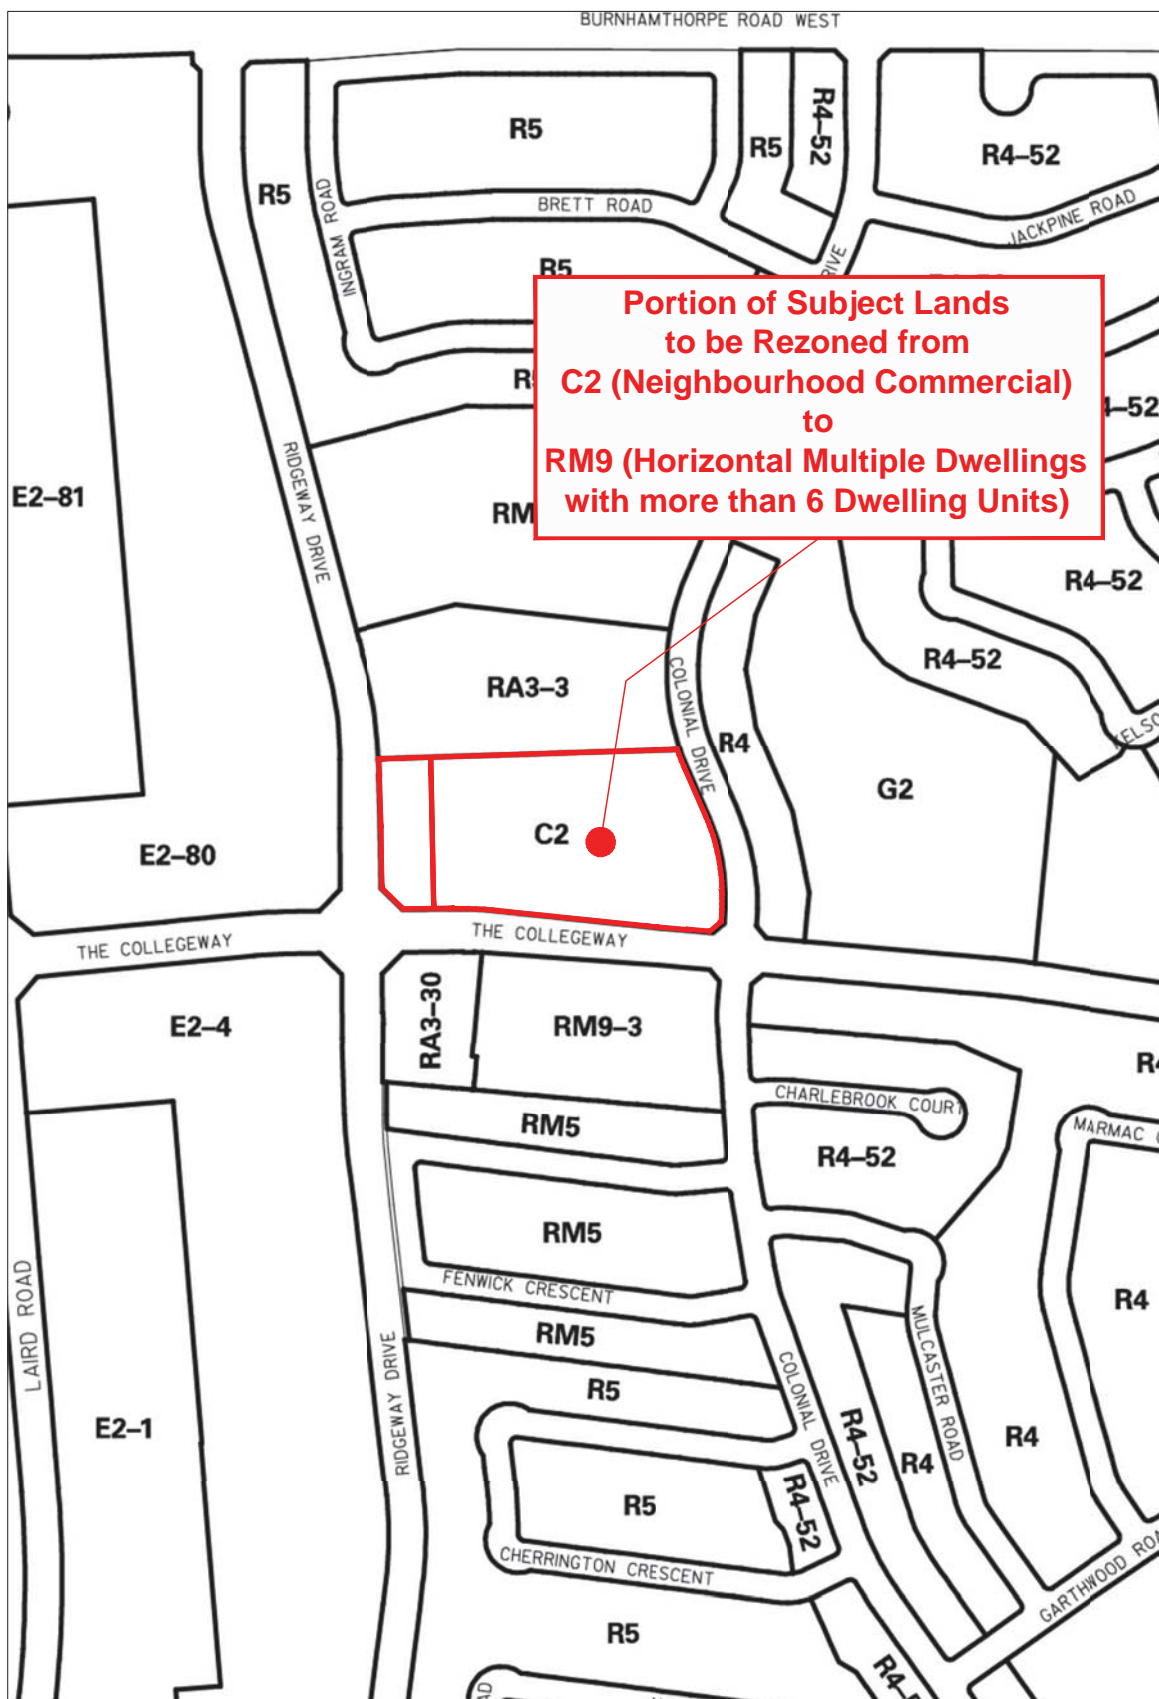 BURNHAMTHORPE ROAD WEST
R5
R5
R4–52
R4–52
R5
INGRAM ROAD
BRETT ROAD
JACKPINE ROAD
R5
Portion of Subject Lands
to be Rezoned from
C2 (Neighbourhood Commercial)
to
RM9 (Horizontal Multiple Dwellings
with more than 6 Dwelling Units)
E2–81
RIDGEWAY DRIVE
RM
R4–52
R4–52
RA3–3
COLONIAL DRIVE
R4
G2
C2
E2–80
THE COLLEGEWAY
THE COLLEGEWAY
E2–4
RA3–30
RM9–3
CHARLEBROOK COURT
RM5
MARMAC
R4–52
RM5
FENWICK CRESCENT
LAIRD ROAD
RM5
R4
R5
RIDGEWAY DRIVE
COLONIAL DRIVE
MULCASTER ROAD
E2–1
R4–52
R4
R4
R5
R4–52
CHERRINGTON CRESCENT
GARTHWOOD
R5